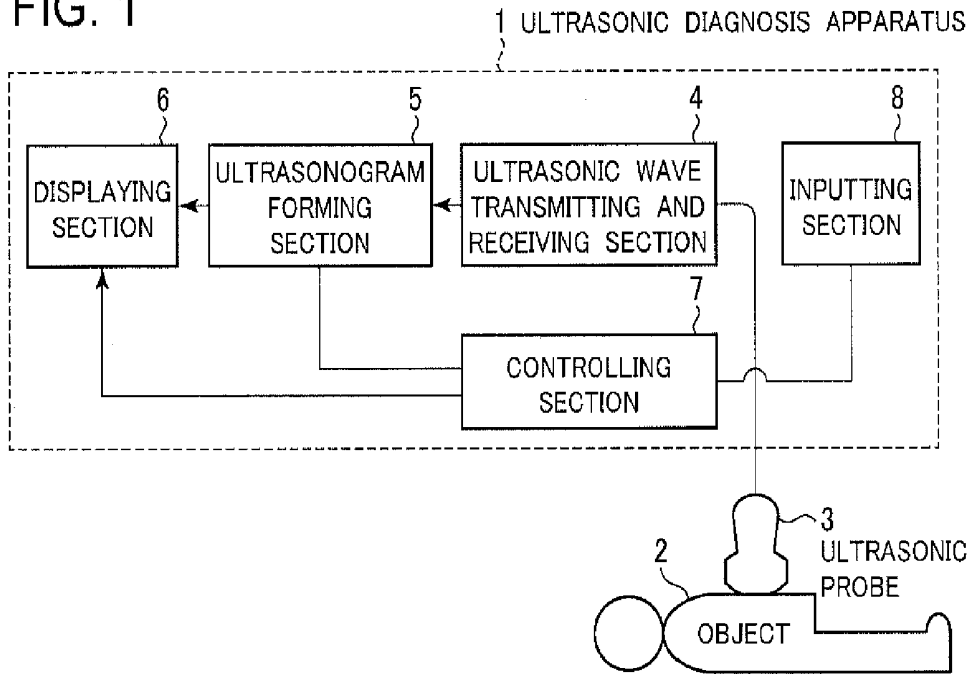 FIG. 1
1 ULTRASONIC DIAGNOSIS APPARATUS
6
5
4
8
DISPLAYING
SECTION
ULTRASONOGRAM
FORMING
SECTION
ULTRASONIC WAVE
TRANSMITTING AND
RECEIVING SECTION
INPUTTING
SECTION
7
CONTROLLING
SECTION
3
ULTRASONIC
PROBE
2
OBJECT